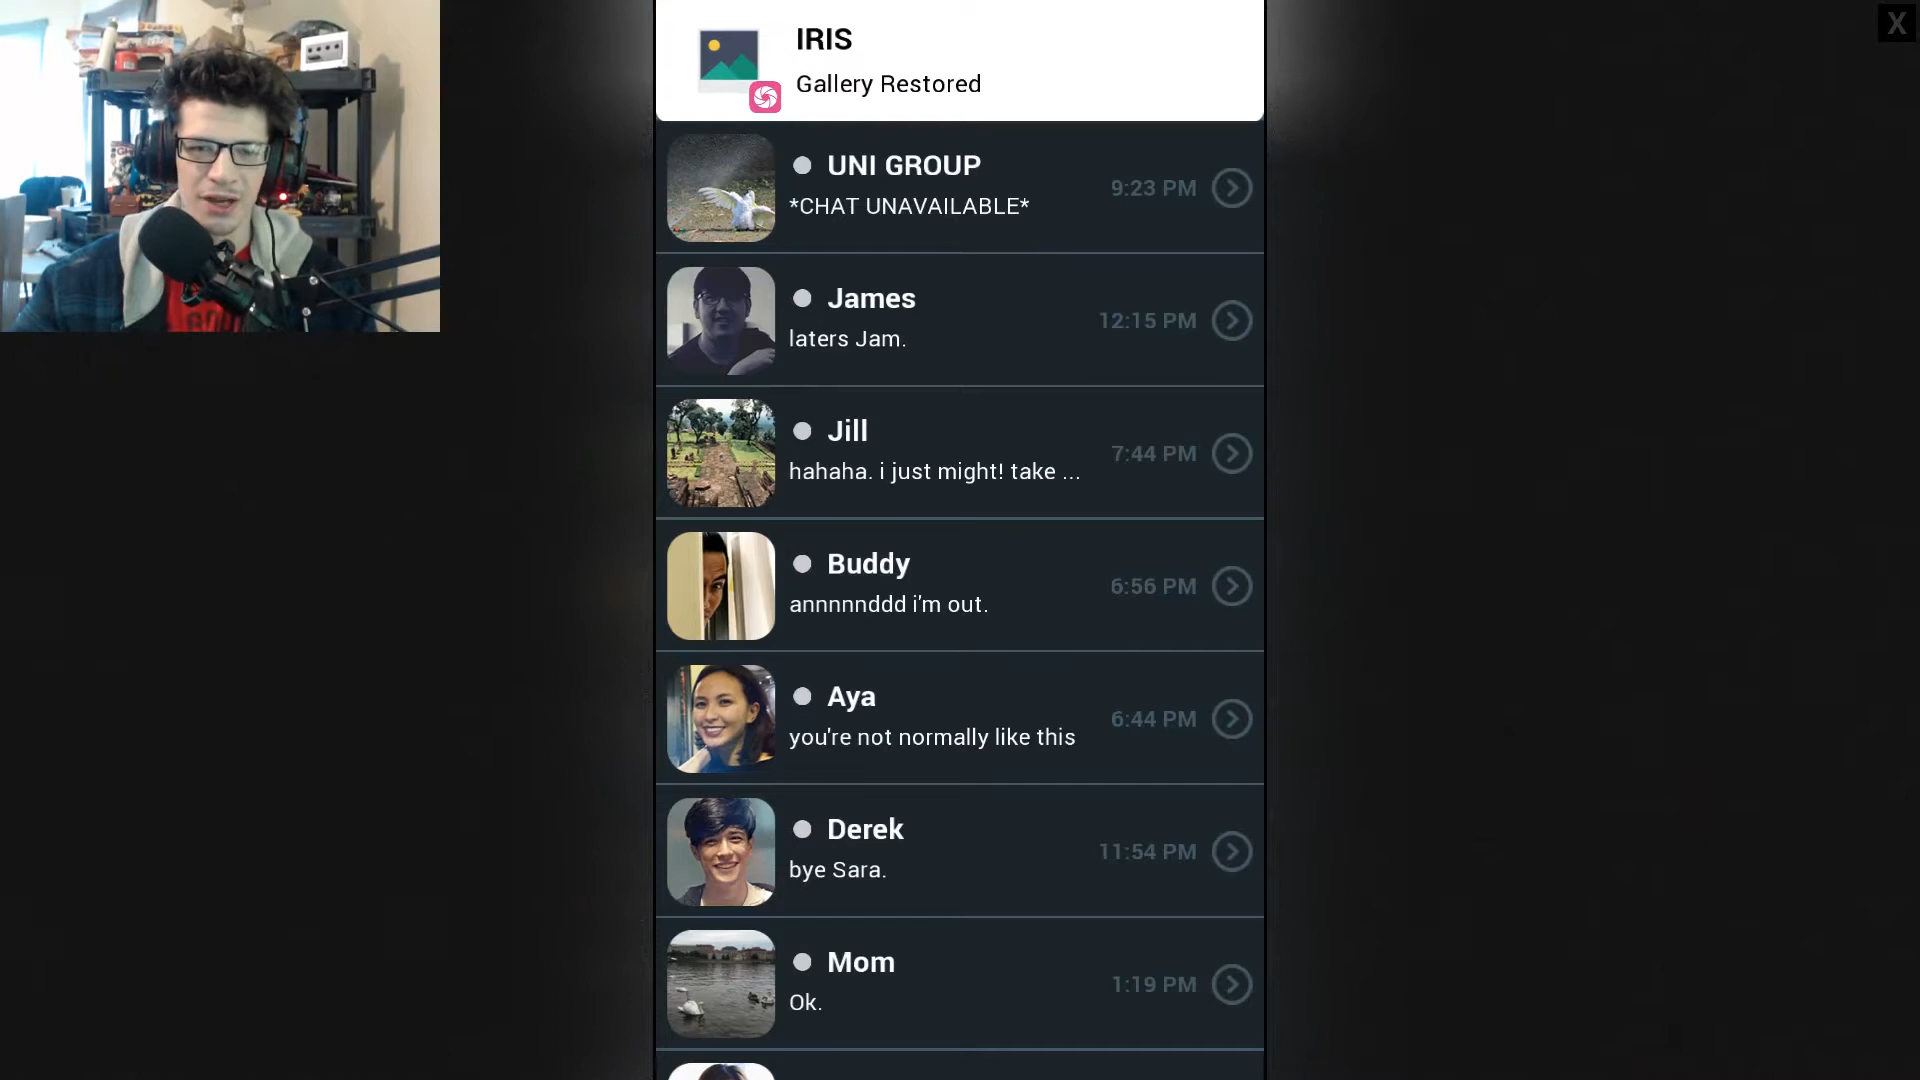 IRIS
Gallery Restored
X
UNI GROUP
*CHAT UNAVAILABLE*
9:23 PM
James
laters Jam.
12:15 PM
Jill
hahaha. i just might! take ...
7:44 PM
Buddy
annnnnddd i'm out.
6:56 PM
Aya
you're not normally like this
6:44 PM
Derek
bye Sara.
11:54 PM
Mom
Ok.
1:19 PM